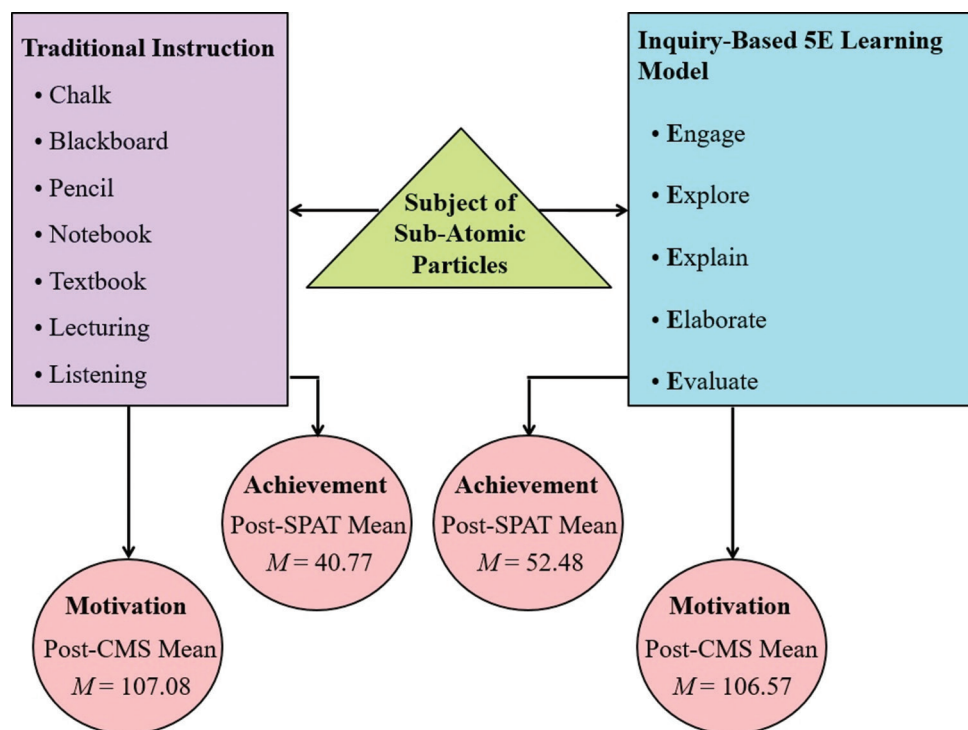 Traditional Instruction
• Chalk
• Blackboard
• Pencil
• Notebook
• Textbook
• Lecturing
• Listening
Subject of
Sub-Atomic
Particles
Inquiry-Based 5E Learning
Model
• Engage
• Explore
• Explain
• Elaborate
• Evaluate
Motivation
Post-CMS Mean
M = 107.08
Achievement
Post-SPAT Mean
M = 40.77
Achievement
Post-SPAT Mean
M = 52.48
Motivation
Post-CMS Mean
M = 106.57